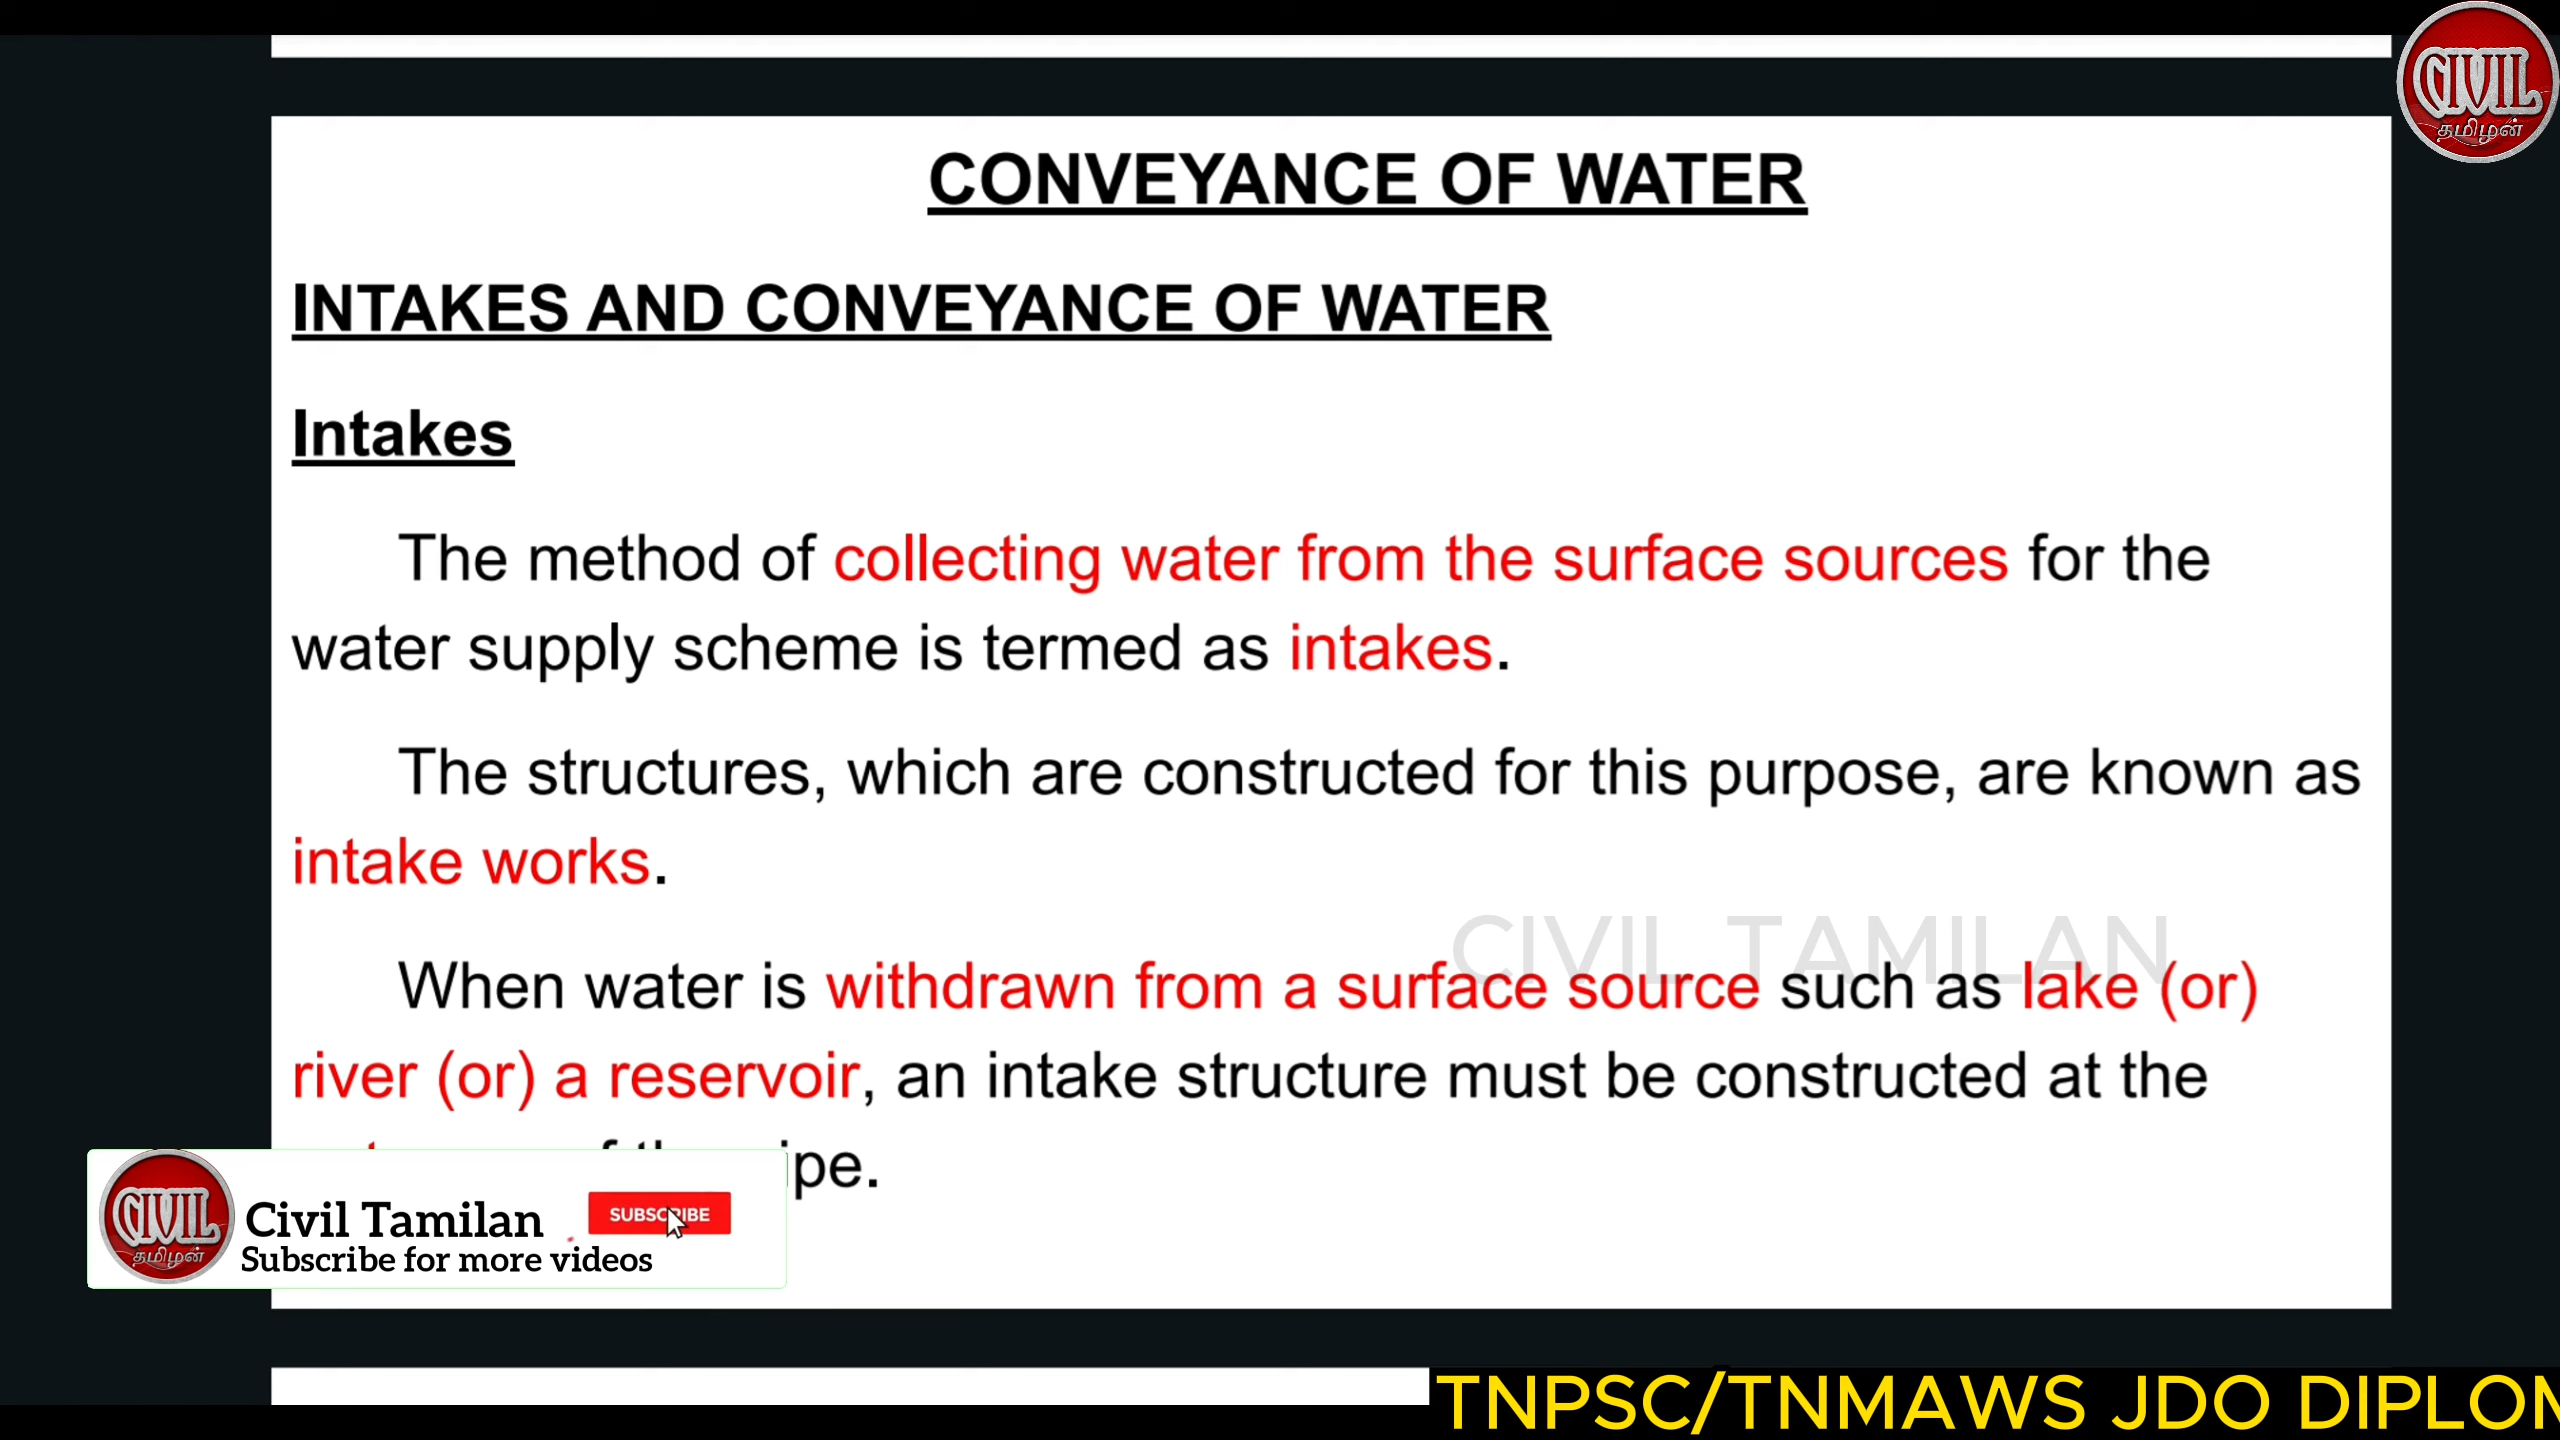 CIVIL
தமிழன்
CONVEYANCE OF WATER
INTAKES AND CONVEYANCE OF WATER
Intakes
The method of collecting water from the surface sources for the
water supply scheme is termed as intakes.
The structures, which are constructed for this purpose, are known as
intake works.
CIVIL TAMILAN
When water is withdrawn from a surface source such as lake (or)
river (or) a reservoir, an intake structure must be constructed at the
CIVIL
தமிழன்
Civil Tamilan
SUBSCRIBE
Subscribe for more videos
TNPSC/TNMAWS JDO DIPLOM